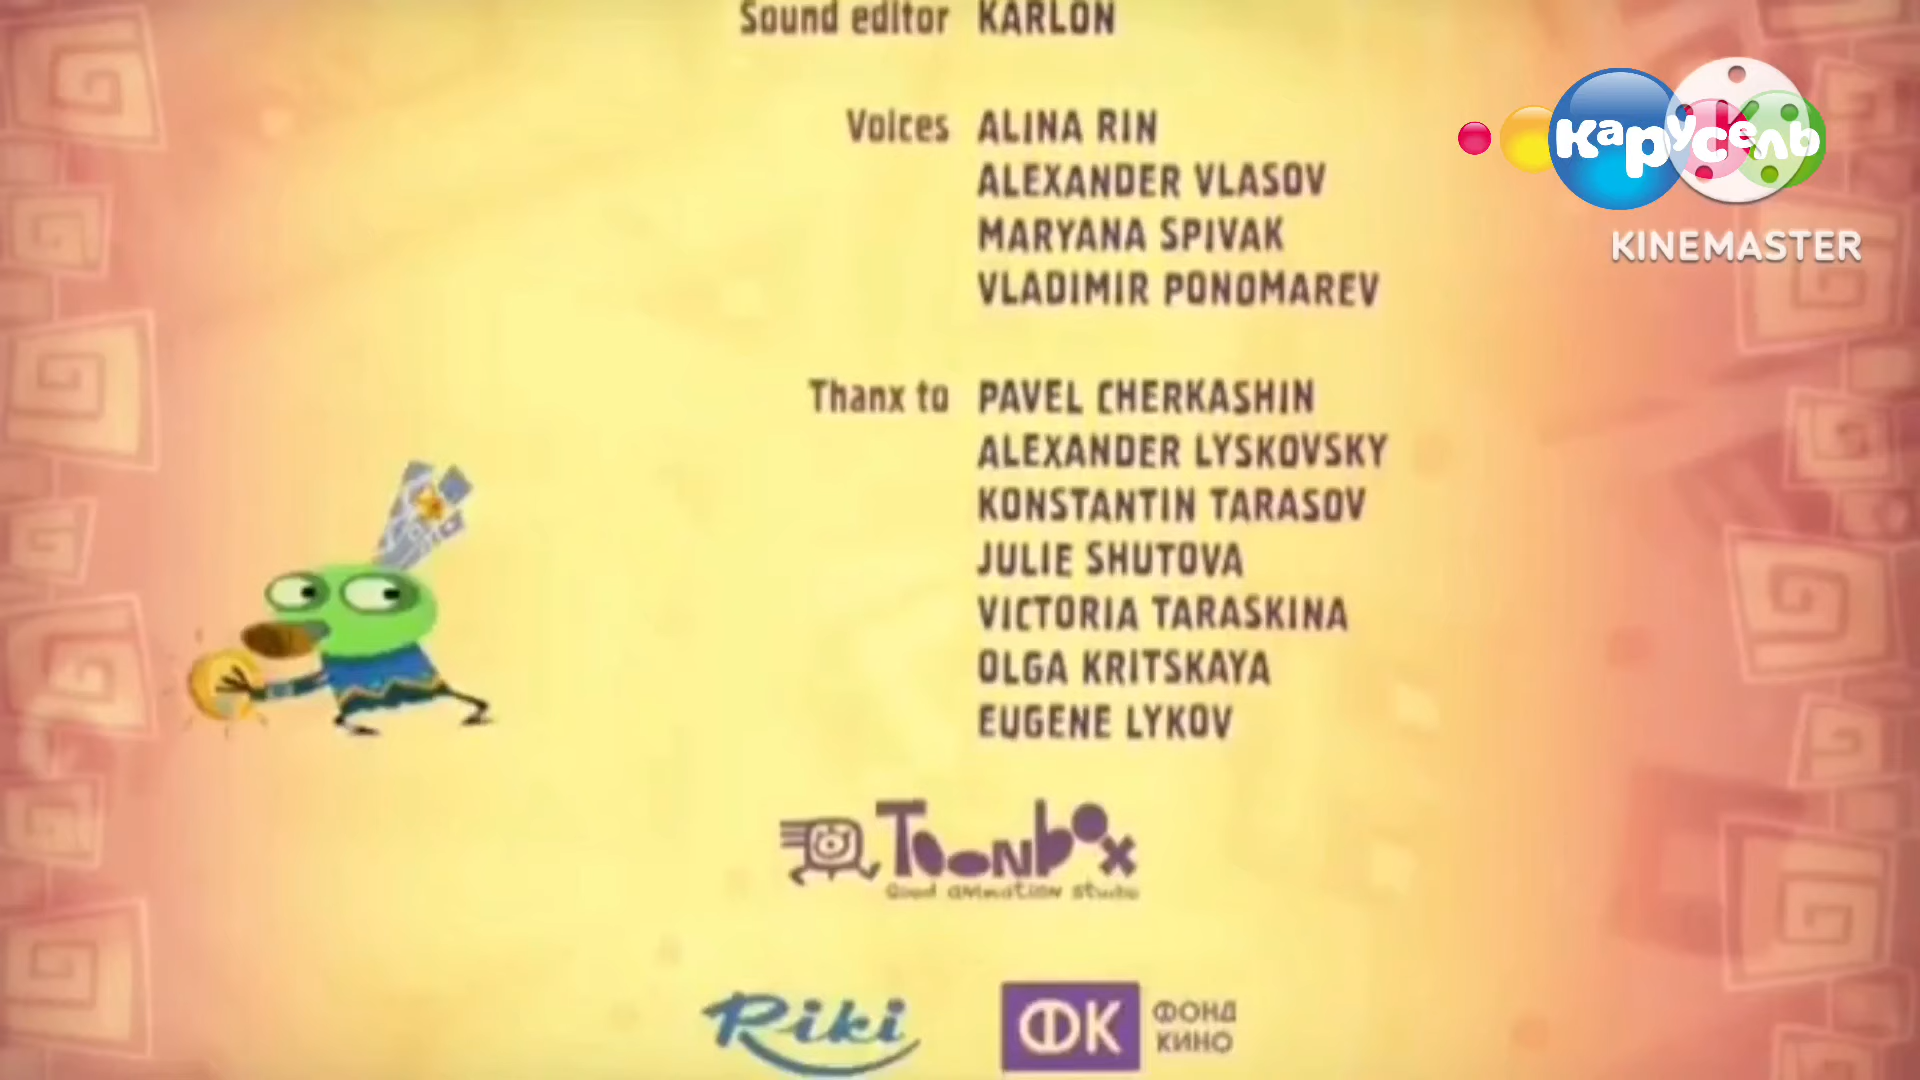 Sound editor KARLON
Voices ALINA RIN
ALEXANDER VLASOV
MARYANA SPIVAK
VLADIMIR PONOMAREV
Thanx to PAVEL CHERKASHIN
ALEXANDER LYSKOVSKY
KONSTANTIN TARASOV
JULIE SHUTOVA
VICTORIA TARASKINA
OLGA KRITSKAYA
EUGENE LYKOV
Toonbox
Good animation studio
Riki
ФК ФОНД
КИНО
Карусель
K
KINEMASTER